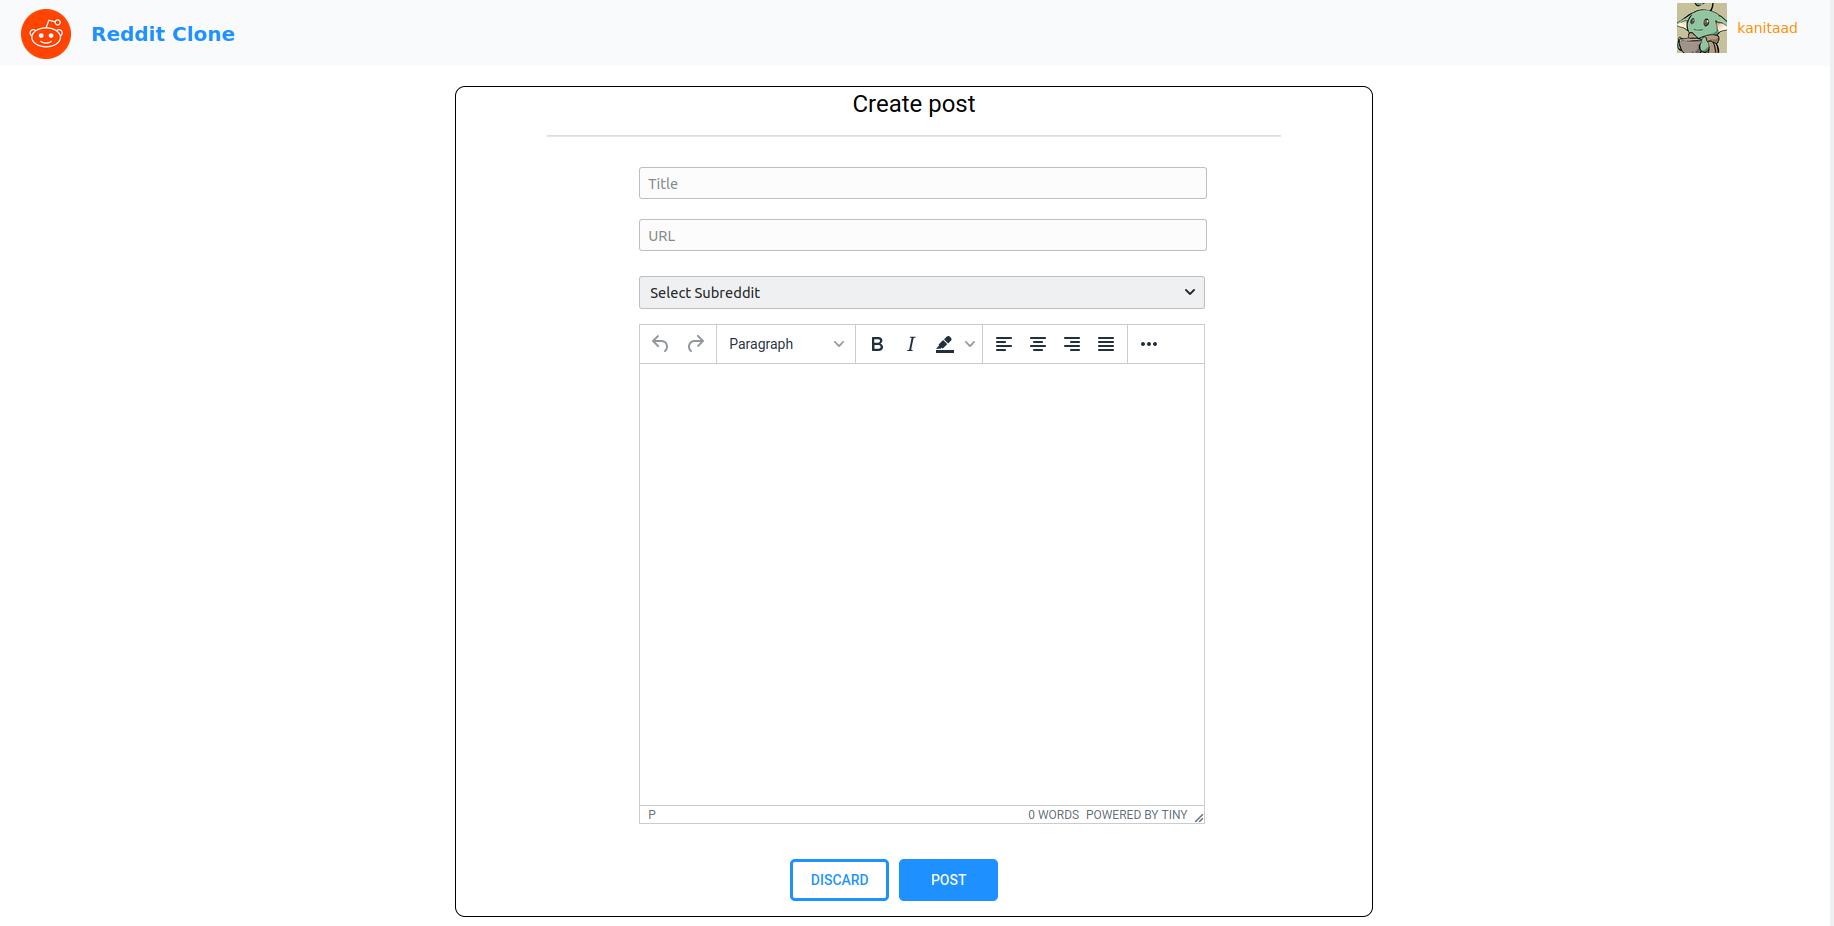 Reddit Clone
kanitaad
Create post
Title
URL
Select Subreddit
Paragraph B I
P 0 WORDS POWERED BY TINY
DISCARD POST